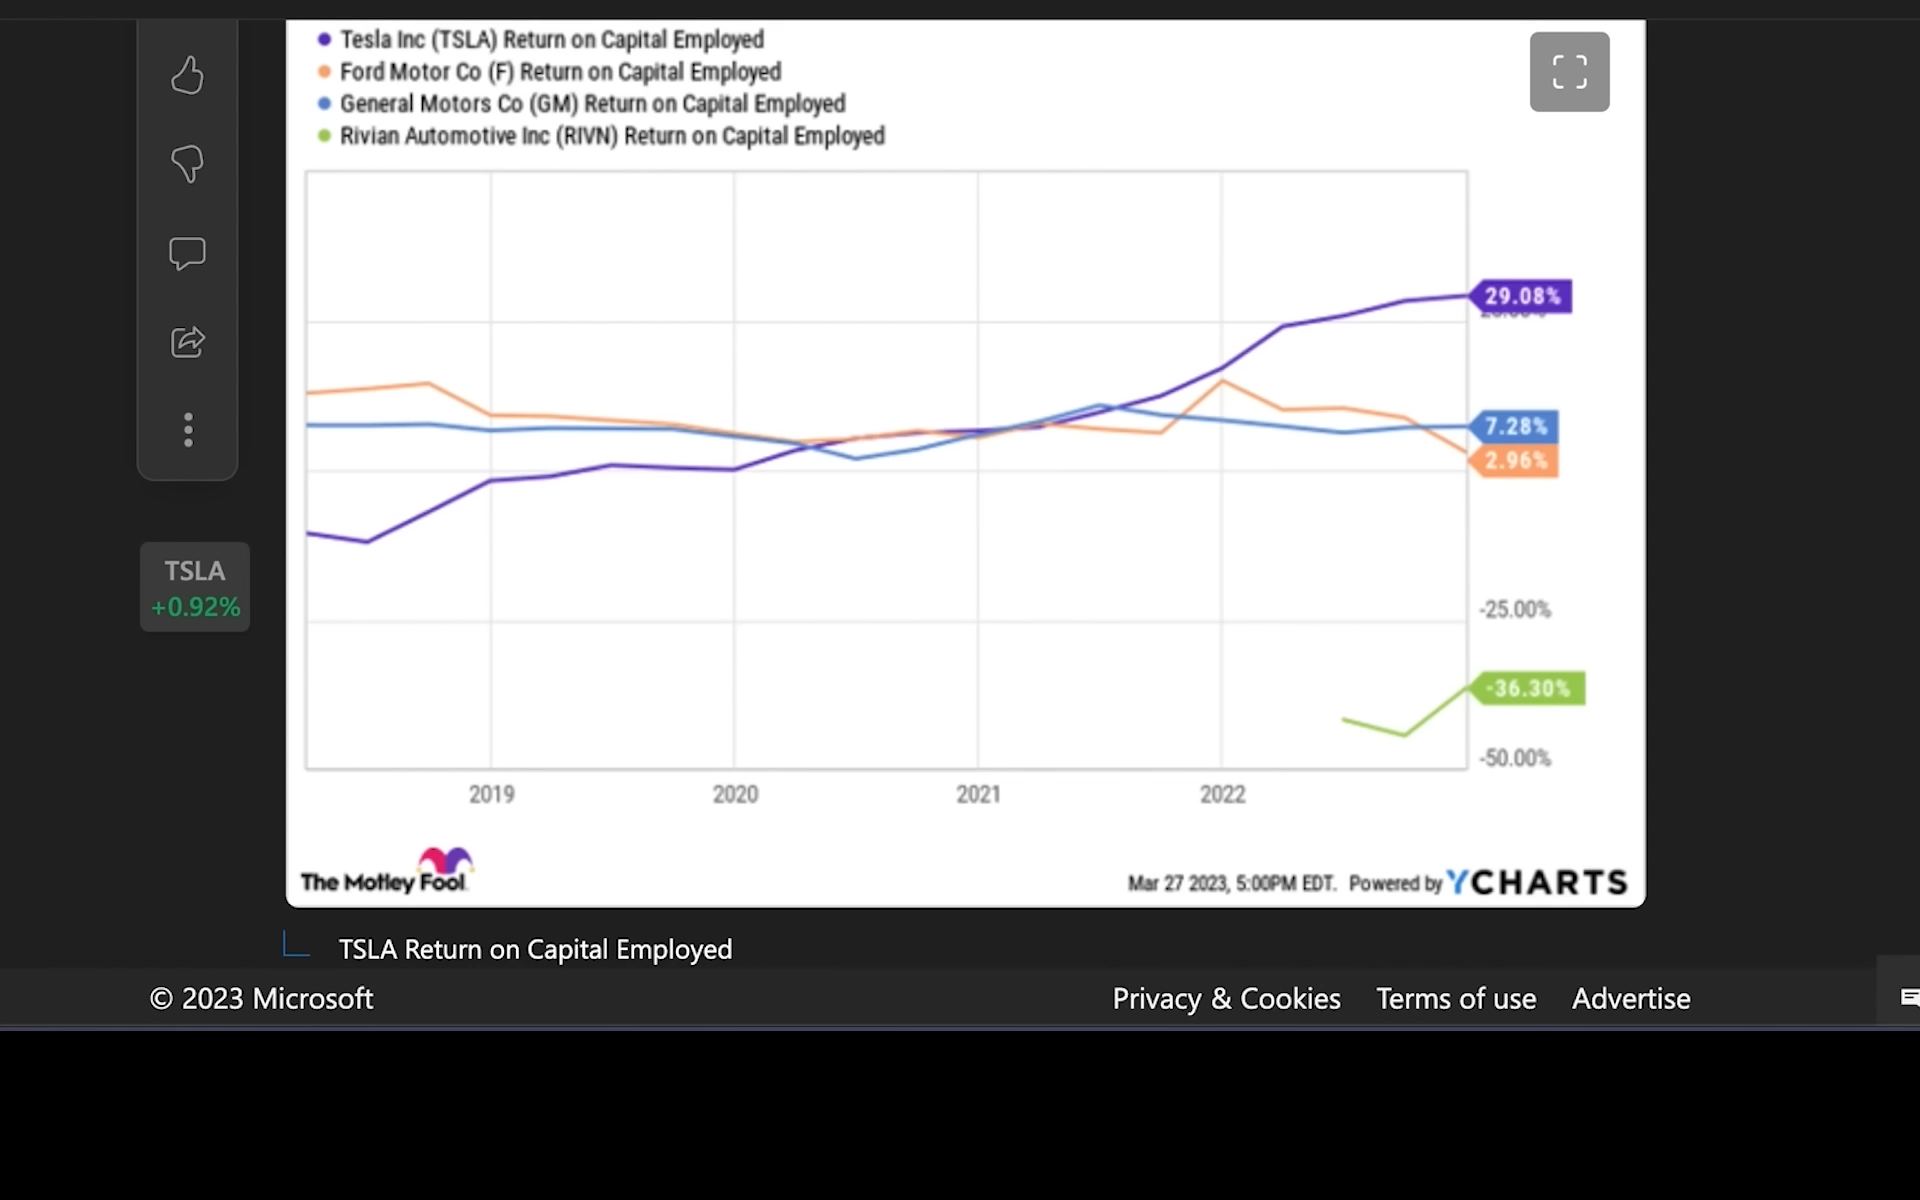 Tesla Inc (TSLA) Return on Capital Employed
Ford Motor Co (F) Return on Capital Employed
General Motors Co (GM) Return on Capital Employed
Rivian Automotive Inc (RIVN) Return on Capital Employed
29.08%
7.28%
2.96%
TSLA
+0.92%
-25.00%
-36.30%
-50.00%
2019 2020 2021 2022
The Motley Fool
Mar 27 2023, 5:00PM EDT. Powered by YCHARTS
TSLA Return on Capital Employed
© 2023 Microsoft Privacy & Cookies Terms of use Advertise